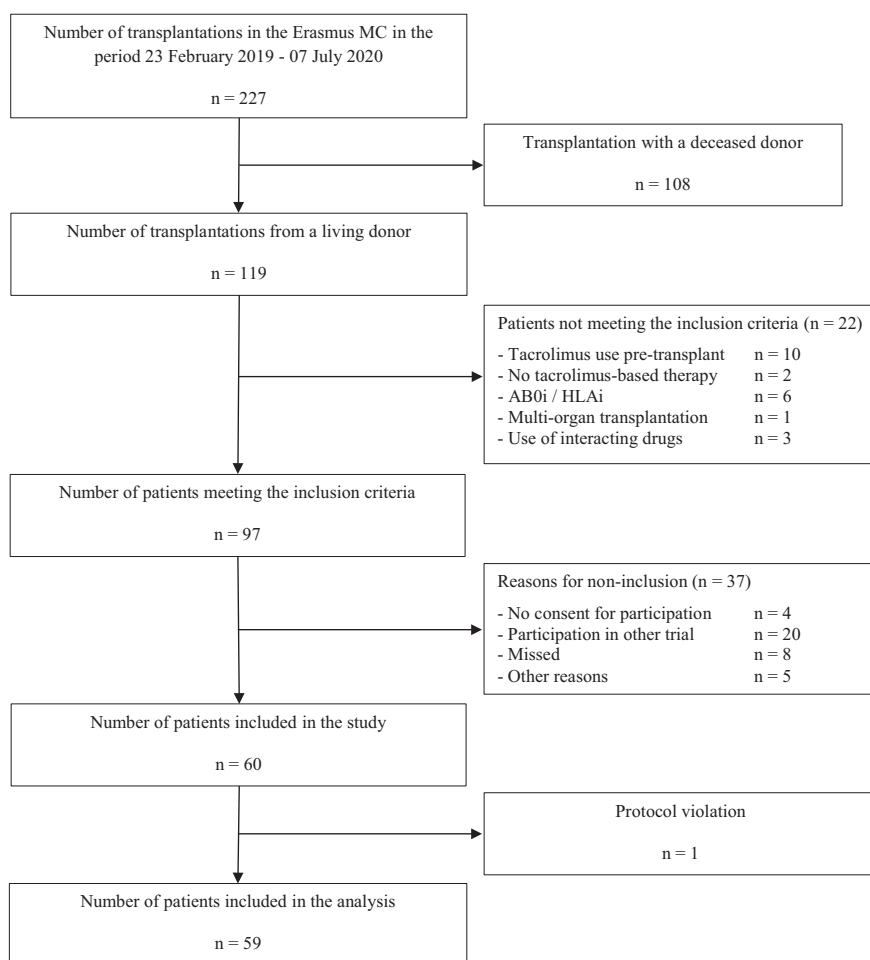 Number of transplantations in the Erasmus MC in the
period 23 February 2019 - 07 July 2020
n = 227
Transplantation with a deceased donor
n = 108
Number of transplantations from a living donor
n = 119
Patients not meeting the inclusion criteria (n = 22)
- Tacrolimus use pre-transplant n = 10
- No tacrolimus-based therapy n = 2
- AB0i / HLAi n = 6
- Multi-organ transplantation n = 1
- Use of interacting drugs n = 3
Number of patients meeting the inclusion criteria
n = 97
Reasons for non-inclusion (n = 37)
- No consent for participation n = 4
- Participation in other trial n = 20
- Missed n = 8
- Other reasons n = 5
Number of patients included in the study
n = 60
Protocol violation
n = 1
Number of patients included in the analysis
n = 59